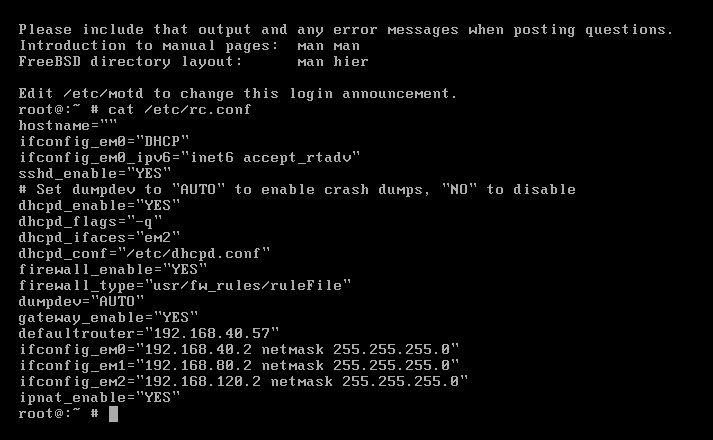 Please include that output and any error messages when posting questions.
Introduction to manual pages:  man man
FreeBSD directory layout:      man hier

Edit /etc/motd to change this login announcement.
root@:~ # cat /etc/rc.conf
hostname=""
ifconfig_em0="DHCP"
ifconfig_em0_ipv6="inet6 accept_rtadv"
sshd_enable="YES"
# Set dumpdev to "AUTO" to enable crash dumps, "NO" to disable
dhcpd_enable="YES"
dhcpd_flags="-q"
dhcpd_ifaces="em2"
dhcpd_conf="/etc/dhcpd.conf"
firewall_enable="YES"
firewall_type="usr/fw_rules/ruleFile"
dumpdev="AUTO"
gateway_enable="YES"
defaultrouter="192.168.40.57"
ifconfig_em0="192.168.40.2 netmask 255.255.255.0"
ifconfig_em1="192.168.80.2 netmask 255.255.255.0"
ifconfig_em2="192.168.120.2 netmask 255.255.255.0"
ipnat_enable="YES"
root@:~ #